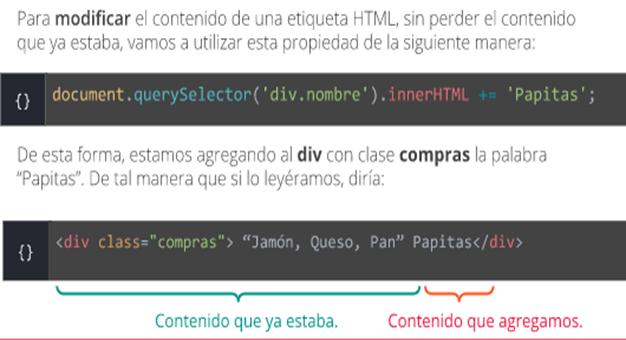 Para modificar el contenido de una etiqueta HTML, sin perder el contenido
que ya estaba, vamos a utilizar esta propiedad de la siguiente manera:
{} document.querySelector('div.nombre').innerHTML += 'Papitas';
De esta forma, estamos agregando al div con clase compras la palabra
“Papitas”. De tal manera que si lo leyéramos, diría:
{} <div class="compras"> “Jamón, Queso, Pan” Papitas</div>
Contenido que ya estaba. Contenido que agregamos.